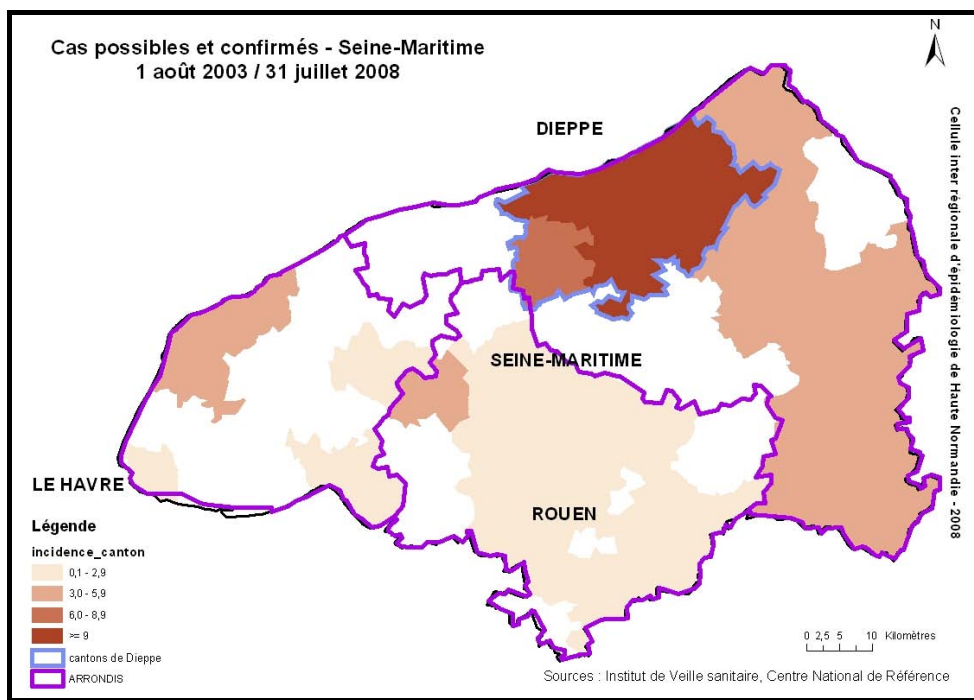 Cas possibles et confirmés - Seine-Maritime
1 août 2003 / 31 juillet 2008
N
DIEPPE
SEINE-MARITIME
LE HAVRE
ROUEN
Légende
incidence_canton
0,1 - 2,9
3,0 - 5,9
6,0 - 8,9
>= 9
cantons de Dieppe
ARRONDIS
0 2,5 5 10 Kilomètres
Sources : Institut de Veille sanitaire, Centre National de Référence
Cellule inter régionale d'épidémiologie de Haute Normandie - 2008